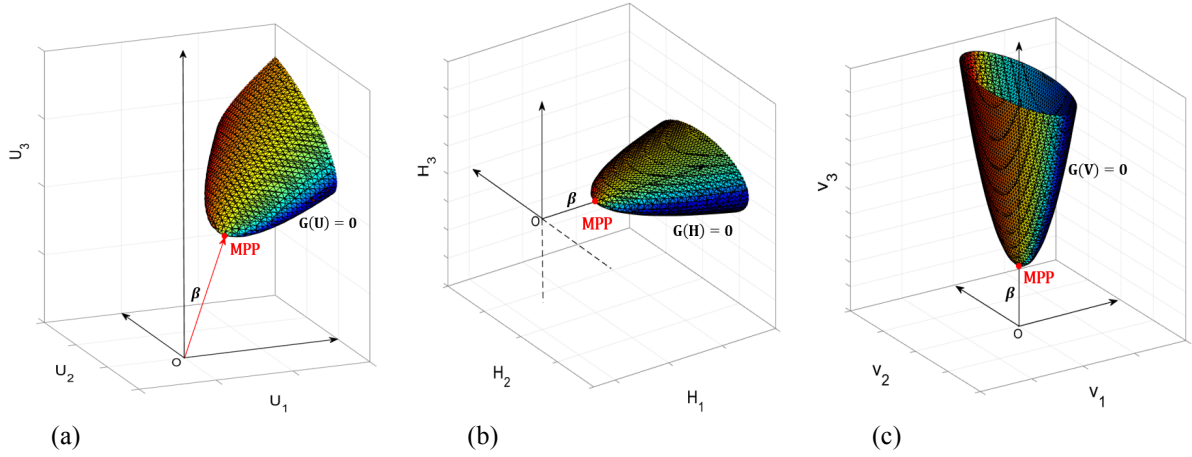 U₃
U₂
U₁
O
β
MPP
G(U) = 0
(a)
H₃
H₂
H₁
O
β
MPP
G(H) = 0
(b)
V₃
V₂
V₁
O
β
MPP
G(V) = 0
(c)